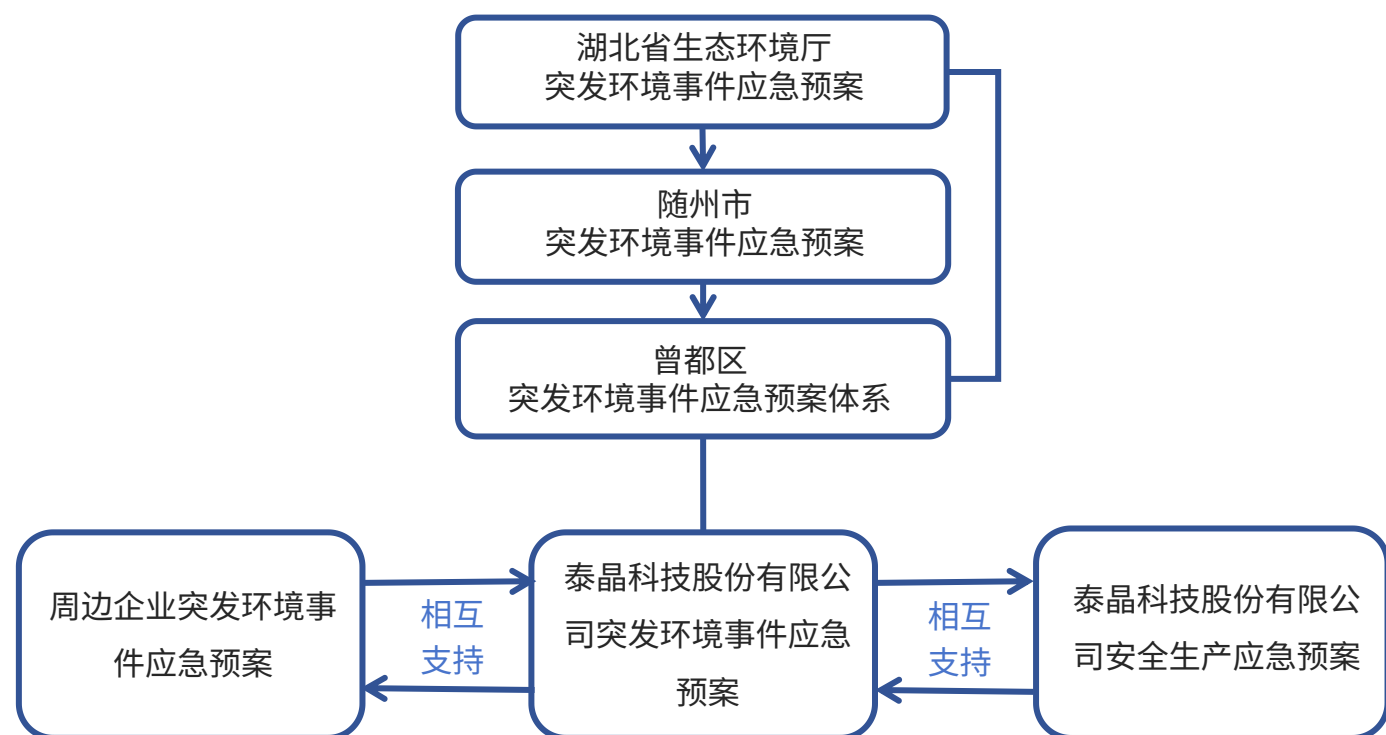 湖北省生态环境厅
突发环境事件应急预案
随州市
突发环境事件应急预案
曾都区
突发环境事件应急预案体系
周边企业突发环境事
件应急预案
相互
支持
泰晶科技股份有限公
司突发环境事件应急
预案
相互
支持
泰晶科技股份有限公
司安全生产应急预案